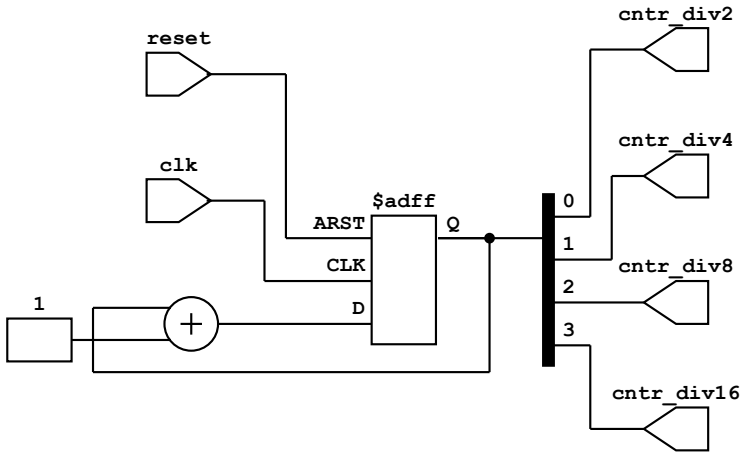 cntr_div2
reset
cntr_div4
clk
$adff
0
ARST
Q
1
CLK
cntr_div8
2
1
D
3
+
cntr_div16